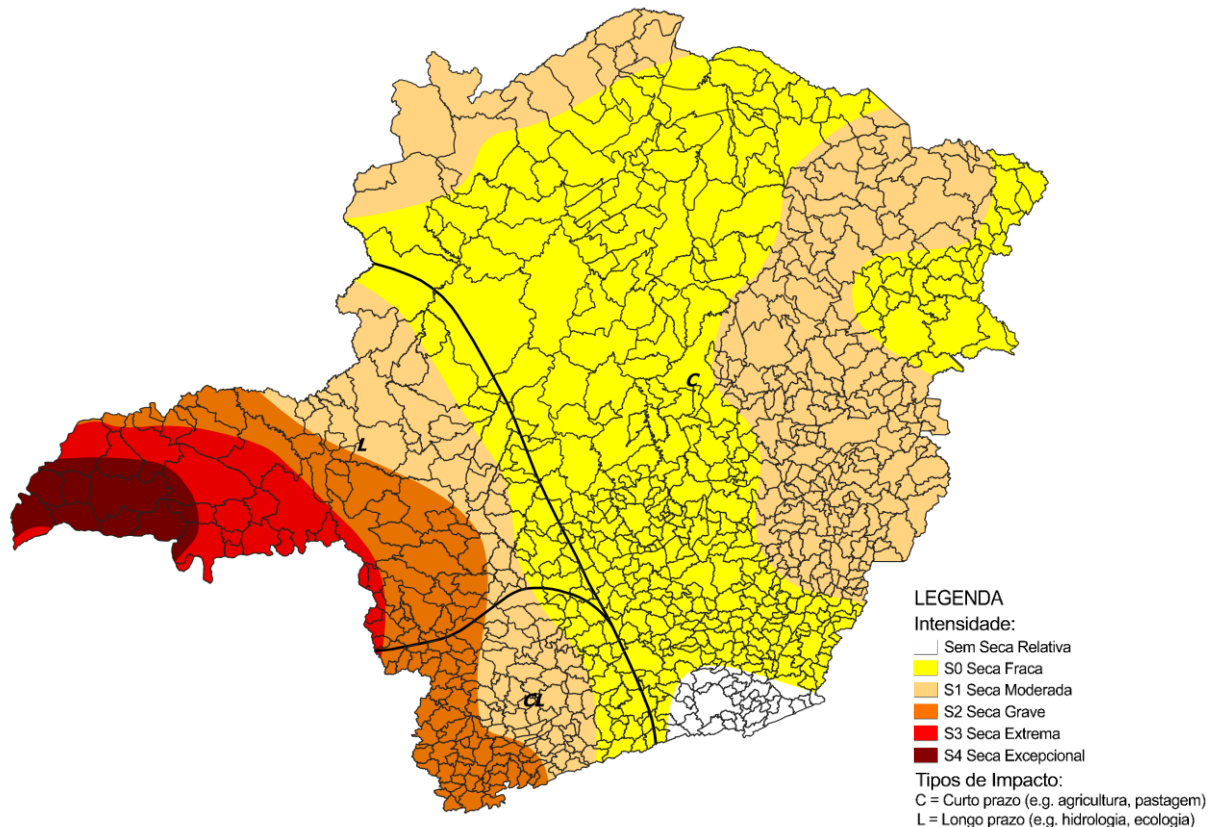 C
L
CL
LEGENDA
Intensidade:
Sem Seca Relativa
S0 Seca Fraca
S1 Seca Moderada
S2 Seca Grave
S3 Seca Extrema
S4 Seca Excepcional
Tipos de Impacto:
C = Curto prazo (e.g. agricultura, pastagem)
L = Longo prazo (e.g. hidrologia, ecologia)